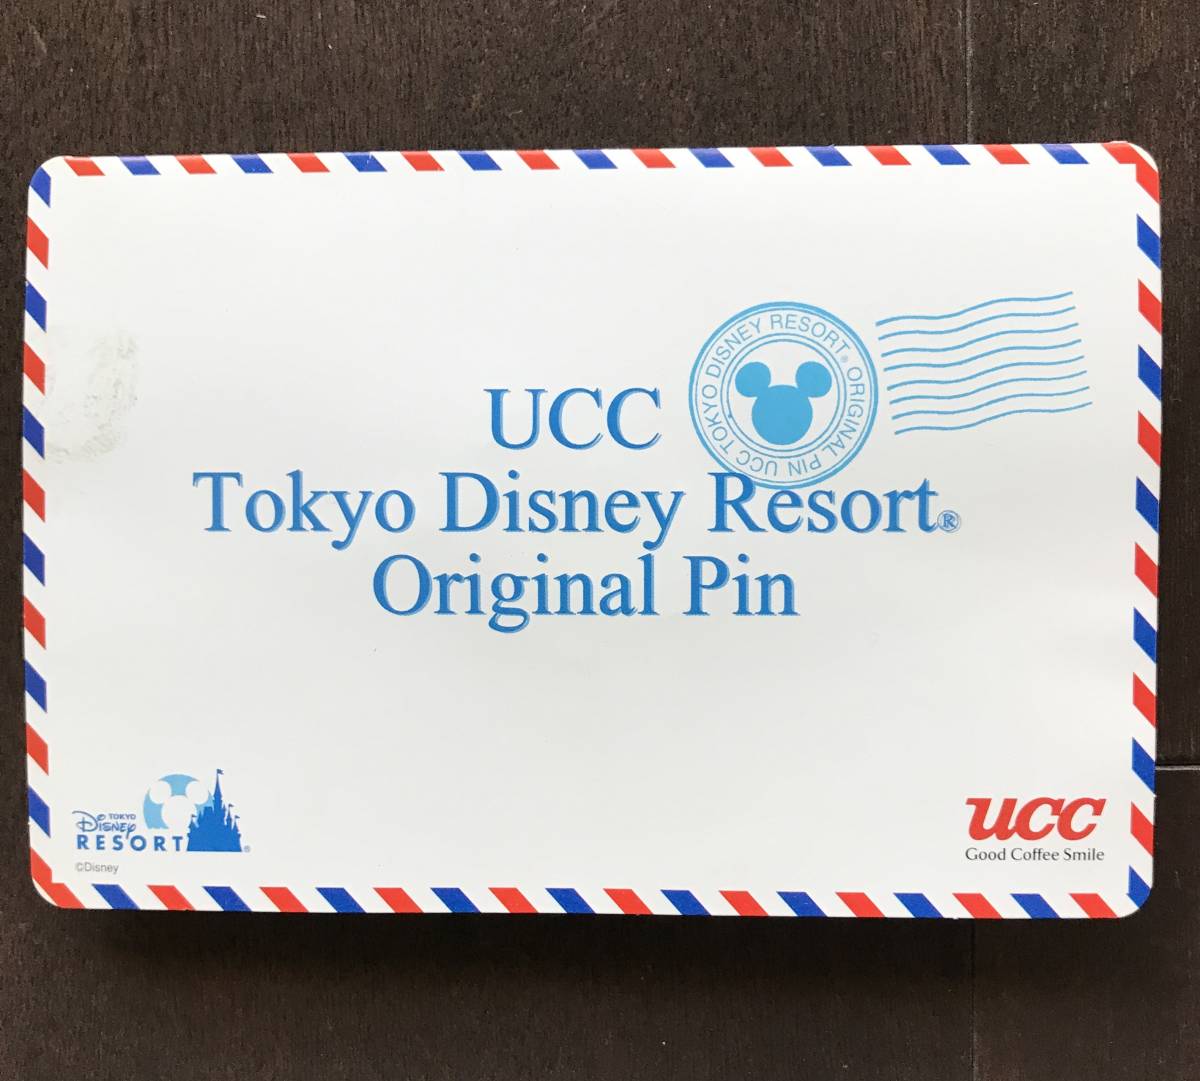 UCC TOKYO DISNEY RESORT® ORIGINAL PIN
UCC
Tokyo Disney Resort®
Original Pin
TOKYO
Disney
RESORT®
©Disney
UCC
Good Coffee Smile